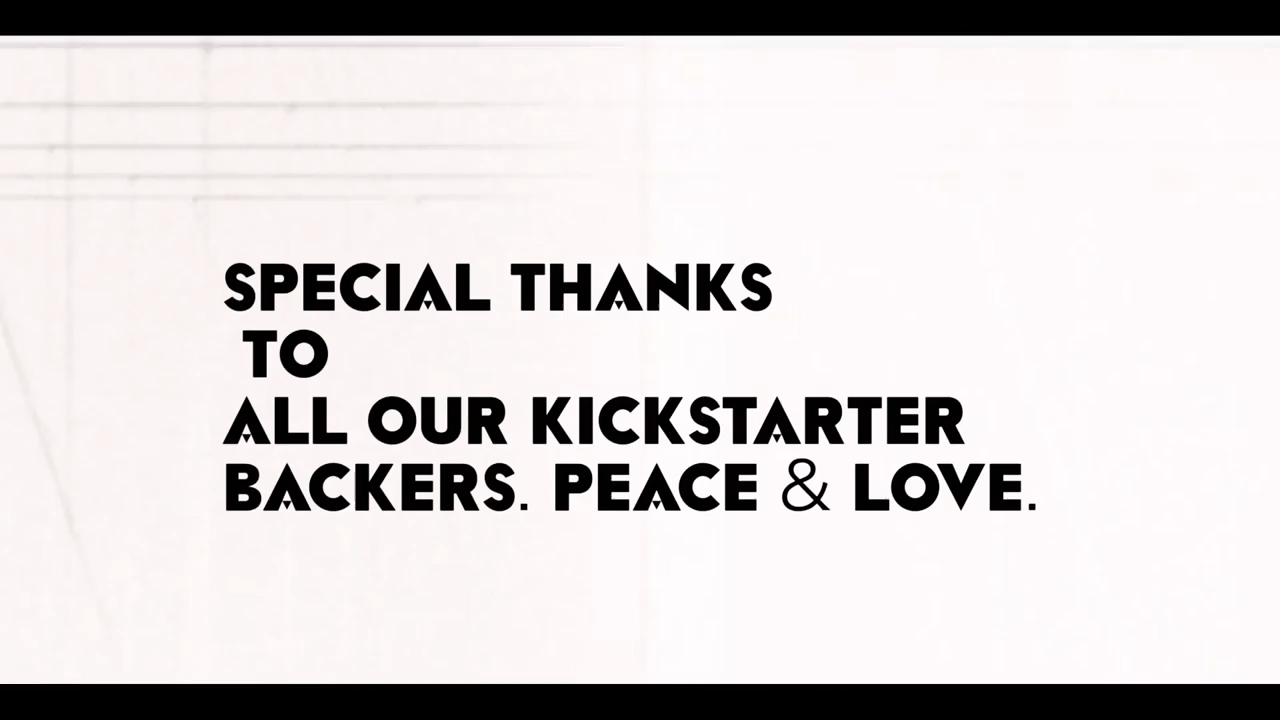 SPECIAL THANKS
TO
ALL OUR KICKSTARTER
BACKERS. PEACE & LOVE.